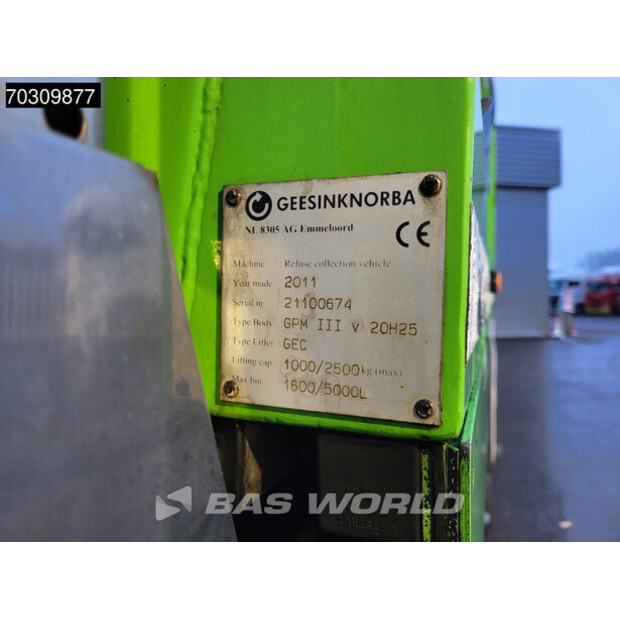 70309877
GEESINKNORBA
NL 8305 AG Emmeloord
CE
Machine Refuse collection vehicle
Year made 2011
Serial nr 21100674
Type Body GPM III v 20H25
Type Lifter GEC
Lifting cap. 1000/2500kg (max)
Max bin 1600/5000L
BAS WORLD